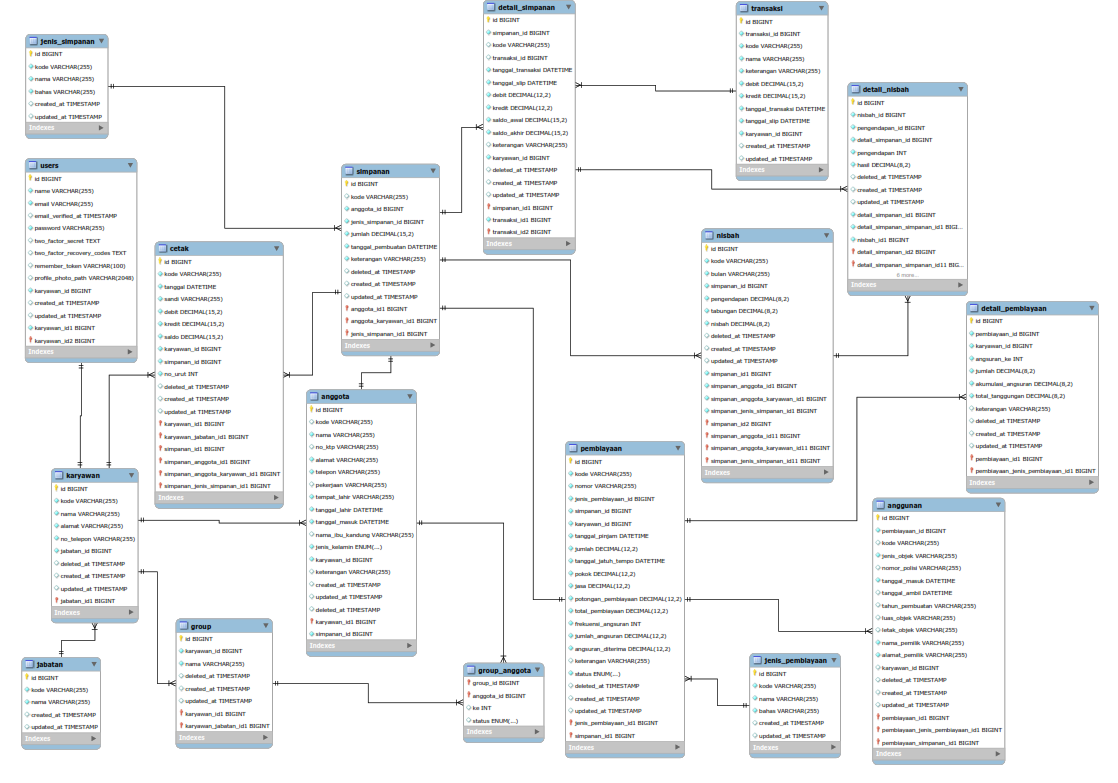 jenis_simpanan
id BIGINT
kode VARCHAR(255)
nama VARCHAR(255)
bahas VARCHAR(255)
created_at TIMESTAMP
updated_at TIMESTAMP
Indexes
users
id BIGINT
name VARCHAR(255)
email VARCHAR(255)
email_verified_at TIMESTAMP
password VARCHAR(255)
two_factor_secret TEXT
two_factor_recovery_codes TEXT
remember_token VARCHAR(100)
profile_photo_path VARCHAR(2048)
karyawan_id BIGINT
created_at TIMESTAMP
updated_at TIMESTAMP
karyawan_id1 BIGINT
karyawan_id2 BIGINT
Indexes
cetak
id BIGINT
kode VARCHAR(255)
tanggal DATETIME
sandi VARCHAR(255)
debit DECIMAL(15,2)
kredit DECIMAL(15,2)
saldo DECIMAL(15,2)
karyawan_id BIGINT
simpanan_id BIGINT
no_urut INT
deleted_at TIMESTAMP
created_at TIMESTAMP
updated_at TIMESTAMP
karyawan_id1 BIGINT
karyawan_jabatan_id1 BIGINT
simpanan_id1 BIGINT
simpanan_anggota_id1 BIGINT
simpanan_anggota_karyawan_id1 BIGINT
simpanan_jenis_simpanan_id1 BIGINT
Indexes
karyawan
id BIGINT
kode VARCHAR(255)
nama VARCHAR(255)
alamat VARCHAR(255)
no_telepon VARCHAR(255)
jabatan_id BIGINT
deleted_at TIMESTAMP
created_at TIMESTAMP
updated_at TIMESTAMP
jabatan_id1 BIGINT
Indexes
jabatan
id BIGINT
kode VARCHAR(255)
nama VARCHAR(255)
created_at TIMESTAMP
updated_at TIMESTAMP
Indexes
group
id BIGINT
karyawan_id BIGINT
nama VARCHAR(255)
deleted_at TIMESTAMP
created_at TIMESTAMP
updated_at TIMESTAMP
karyawan_id1 BIGINT
karyawan_jabatan_id1 BIGINT
Indexes
simpanan
id BIGINT
kode VARCHAR(255)
anggota_id BIGINT
jenis_simpanan_id BIGINT
jumlah DECIMAL(15,2)
tanggal_pembuatan DATETIME
keterangan VARCHAR(255)
deleted_at TIMESTAMP
created_at TIMESTAMP
updated_at TIMESTAMP
anggota_id1 BIGINT
anggota_karyawan_id1 BIGINT
jenis_simpanan_id1 BIGINT
Indexes
anggota
id BIGINT
kode VARCHAR(255)
nama VARCHAR(255)
no_ktp VARCHAR(255)
alamat VARCHAR(255)
telepon VARCHAR(255)
pekerjaan VARCHAR(255)
tempat_lahir VARCHAR(255)
tanggal_lahir DATETIME
tanggal_masuk DATETIME
nama_ibu_kandung VARCHAR(255)
jenis_kelamin ENUM(...)
karyawan_id BIGINT
keterangan VARCHAR(255)
created_at TIMESTAMP
updated_at TIMESTAMP
deleted_at TIMESTAMP
karyawan_id1 BIGINT
simpanan_id BIGINT
Indexes
detail_simpanan
id BIGINT
simpanan_id BIGINT
kode VARCHAR(255)
transaksi_id BIGINT
tanggal_transaksi DATETIME
tanggal_slip DATETIME
debit DECIMAL(12,2)
kredit DECIMAL(12,2)
saldo_awal DECIMAL(15,2)
saldo_akhir DECIMAL(15,2)
keterangan VARCHAR(255)
karyawan_id BIGINT
deleted_at TIMESTAMP
created_at TIMESTAMP
updated_at TIMESTAMP
simpanan_id1 BIGINT
transaksi_id1 BIGINT
transaksi_id2 BIGINT
Indexes
group_anggota
group_id BIGINT
anggota_id BIGINT
ke INT
status ENUM(...)
Indexes
transaksi
id BIGINT
transaksi_id BIGINT
kode VARCHAR(255)
nama VARCHAR(255)
keterangan VARCHAR(255)
debit DECIMAL(15,2)
kredit DECIMAL(15,2)
tanggal_transaksi DATETIME
tanggal_slip DATETIME
karyawan_id BIGINT
created_at TIMESTAMP
updated_at TIMESTAMP
Indexes
detail_nisbah
id BIGINT
nisbah_id BIGINT
pengendapan_id BIGINT
detail_simpanan_id BIGINT
pengendapan INT
hasil DECIMAL(8,2)
deleted_at TIMESTAMP
created_at TIMESTAMP
updated_at TIMESTAMP
detail_simpanan_id1 BIGINT
detail_simpanan_simpanan_id1 BIGI...
nisbah_id1 BIGINT
detail_simpanan_id2 BIGINT
detail_simpanan_simpanan_id11 BIG...
8 more...
Indexes
nisbah
id BIGINT
kode VARCHAR(255)
bulan VARCHAR(255)
simpanan_id BIGINT
pengendapan DECIMAL(8,2)
tabungan DECIMAL(8,2)
nisbah DECIMAL(8,2)
deleted_at TIMESTAMP
created_at TIMESTAMP
updated_at TIMESTAMP
simpanan_id1 BIGINT
simpanan_anggota_id1 BIGINT
simpanan_anggota_karyawan_id1 BIGINT
simpanan_jenis_simpanan_id1 BIGINT
simpanan_id2 BIGINT
simpanan_anggota_id11 BIGINT
simpanan_anggota_karyawan_id11 BIGINT
simpanan_jenis_simpanan_id11 BIGINT
Indexes
detail_pembiayaan
id BIGINT
pembiayaan_id BIGINT
karyawan_id BIGINT
angsuran_ke INT
jumlah DECIMAL(8,2)
akumulasi_angsuran DECIMAL(8,2)
total_tanggungan DECIMAL(8,2)
keterangan VARCHAR(255)
deleted_at TIMESTAMP
created_at TIMESTAMP
updated_at TIMESTAMP
pembiayaan_id1 BIGINT
pembiayaan_jenis_pembiayaan_id1 BIGINT
Indexes
pembiayaan
id BIGINT
kode VARCHAR(255)
nomor VARCHAR(255)
jenis_pembiayaan_id BIGINT
simpanan_id BIGINT
karyawan_id BIGINT
tanggal_pinjam DATETIME
jumlah DECIMAL(12,2)
tanggal_jatuh_tempo DATETIME
pokok DECIMAL(12,2)
jasa DECIMAL(12,2)
potongan_pembiayaan DECIMAL(12,2)
total_pembiayaan DECIMAL(12,2)
frekuensi_angsuran INT
jumlah_angsuran DECIMAL(12,2)
angsuran_diterima DECIMAL(12,2)
keterangan VARCHAR(255)
status ENUM(...)
deleted_at TIMESTAMP
created_at TIMESTAMP
updated_at TIMESTAMP
jenis_pembiayaan_id1 BIGINT
simpanan_id1 BIGINT
Indexes
jenis_pembiayaan
id BIGINT
kode VARCHAR(255)
nama VARCHAR(255)
bahas VARCHAR(255)
created_at TIMESTAMP
updated_at TIMESTAMP
Indexes
anggunan
id BIGINT
pembiayaan_id BIGINT
kode VARCHAR(255)
jenis_objek VARCHAR(255)
nomor_polisi VARCHAR(255)
tanggal_masuk DATETIME
tanggal_ambil DATETIME
tahun_pembuatan VARCHAR(255)
luas_objek VARCHAR(255)
letak_objek VARCHAR(255)
nama_pemilik VARCHAR(255)
alamat_pemilik VARCHAR(255)
karyawan_id BIGINT
deleted_at TIMESTAMP
created_at TIMESTAMP
updated_at TIMESTAMP
pembiayaan_id1 BIGINT
pembiayaan_jenis_pembiayaan_id1 BIGINT
pembiayaan_simpanan_id1 BIGINT
Indexes